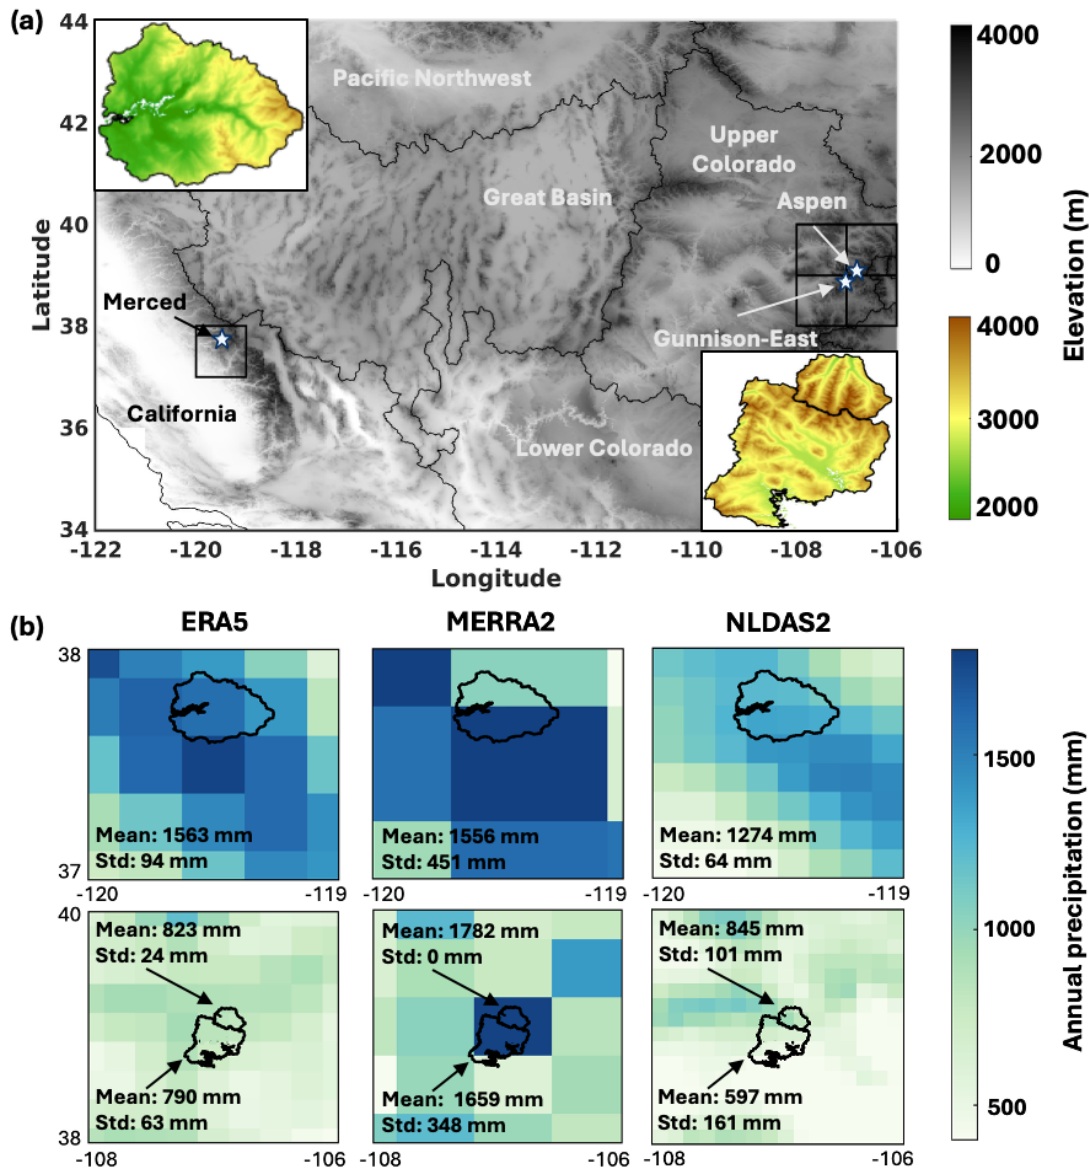 (a)
44
42
40
38
36
34
Latitude
-122
-120
-118
-116
-114
-112
-110
-108
-106
Longitude
Pacific Northwest
Upper
Colorado
Great Basin
Aspen
Merced
Gunnison-East
California
Lower Colorado
4000
2000
0
4000
3000
2000
Elevation (m)
(b)
ERA5
MERRA2
NLDAS2
38
37
Mean: 1563 mm
Std: 94 mm
-120
-119
Mean: 1556 mm
Std: 451 mm
-120
-119
Mean: 1274 mm
Std: 64 mm
-120
-119
40
38
Mean: 823 mm
Std: 24 mm
Mean: 790 mm
Std: 63 mm
-108
-106
Mean: 1782 mm
Std: 0 mm
Mean: 1659 mm
Std: 348 mm
-108
-106
Mean: 845 mm
Std: 101 mm
Mean: 597 mm
Std: 161 mm
-108
-106
1500
1000
500
Annual precipitation (mm)